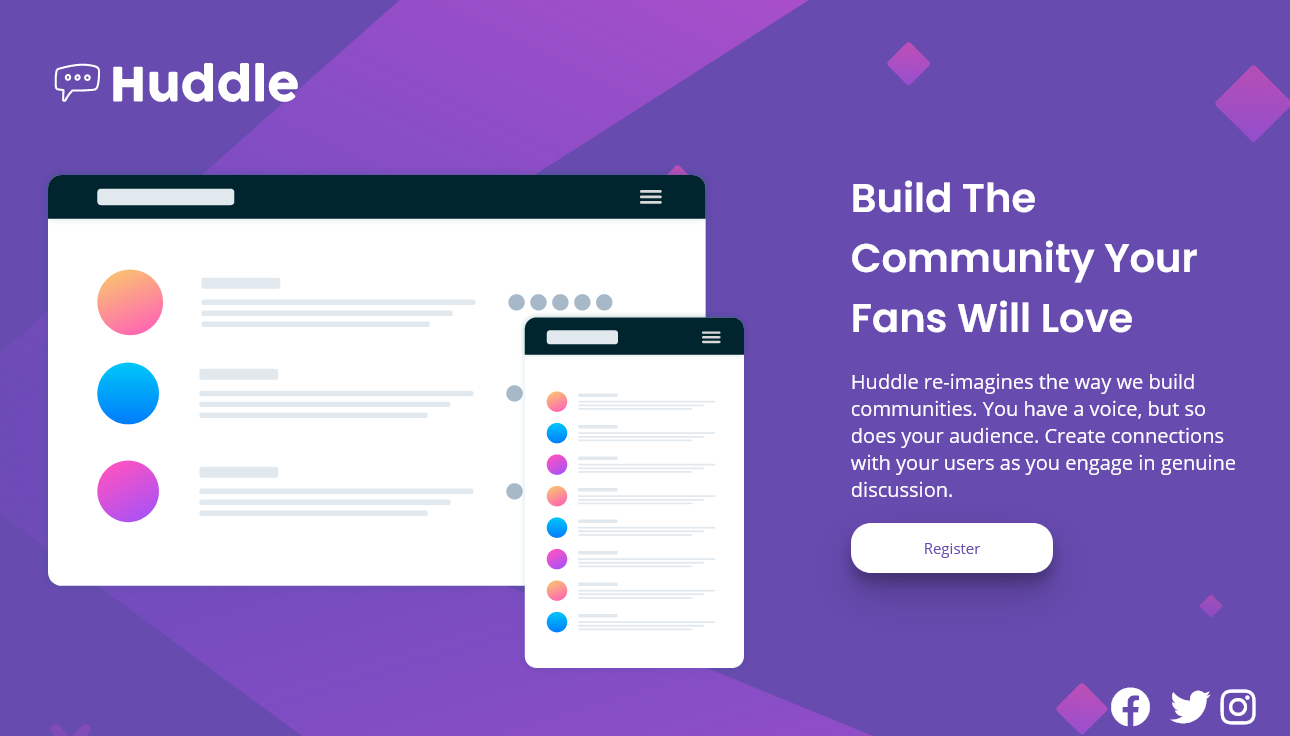 Huddle
Build The
Community Your
Fans Will Love
Huddle re-imagines the way we build
communities. You have a voice, but so
does your audience. Create connections
with your users as you engage in genuine
discussion.
Register